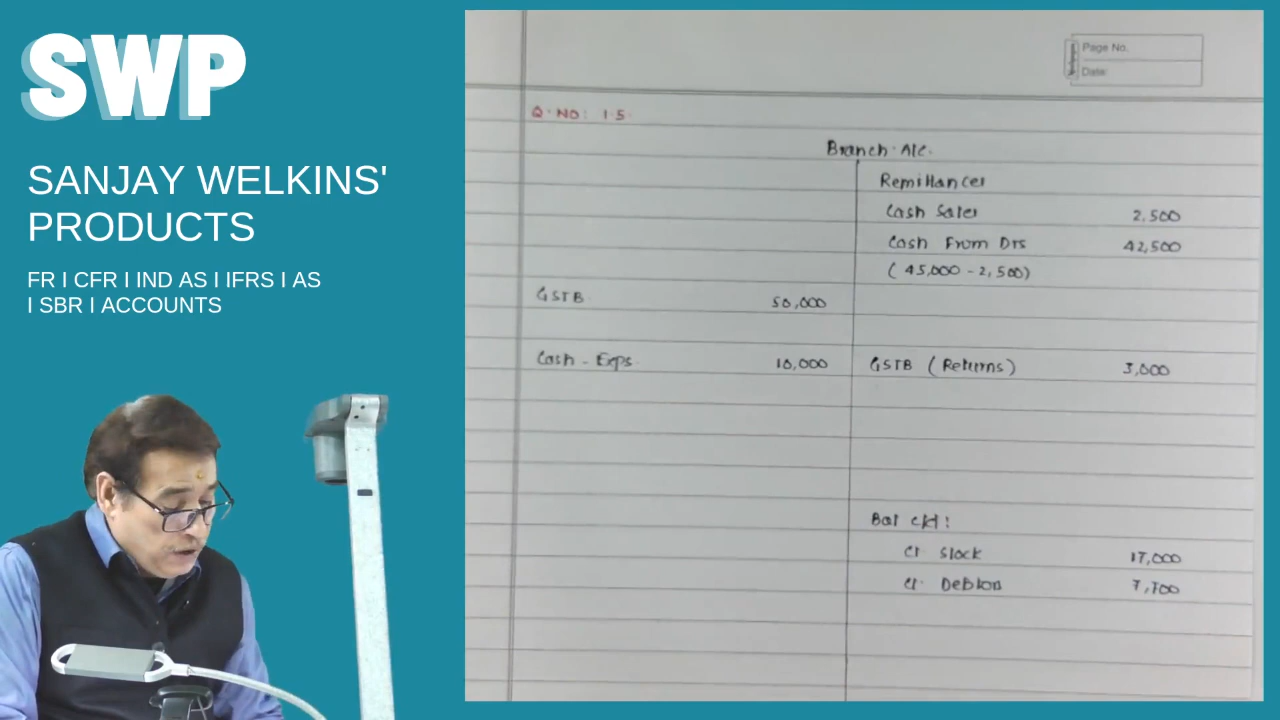 SWP
SANJAY WELKINS'
PRODUCTS
FR I CFR I IND AS I IFRS I AS
I SBR I ACCOUNTS
Page No.
Date:
Q. NO: 15.
Branch A/c.
Remittances
Cash Sales 2,500
Cash From Drs 42,500
(45,000 - 2,500)
GSTB 50,000
Cash - Exps. 10,000 GSTB (Returns) 3,000
Bal c/d:
Cl Stock 17,000
Cl. Debtors 7,700